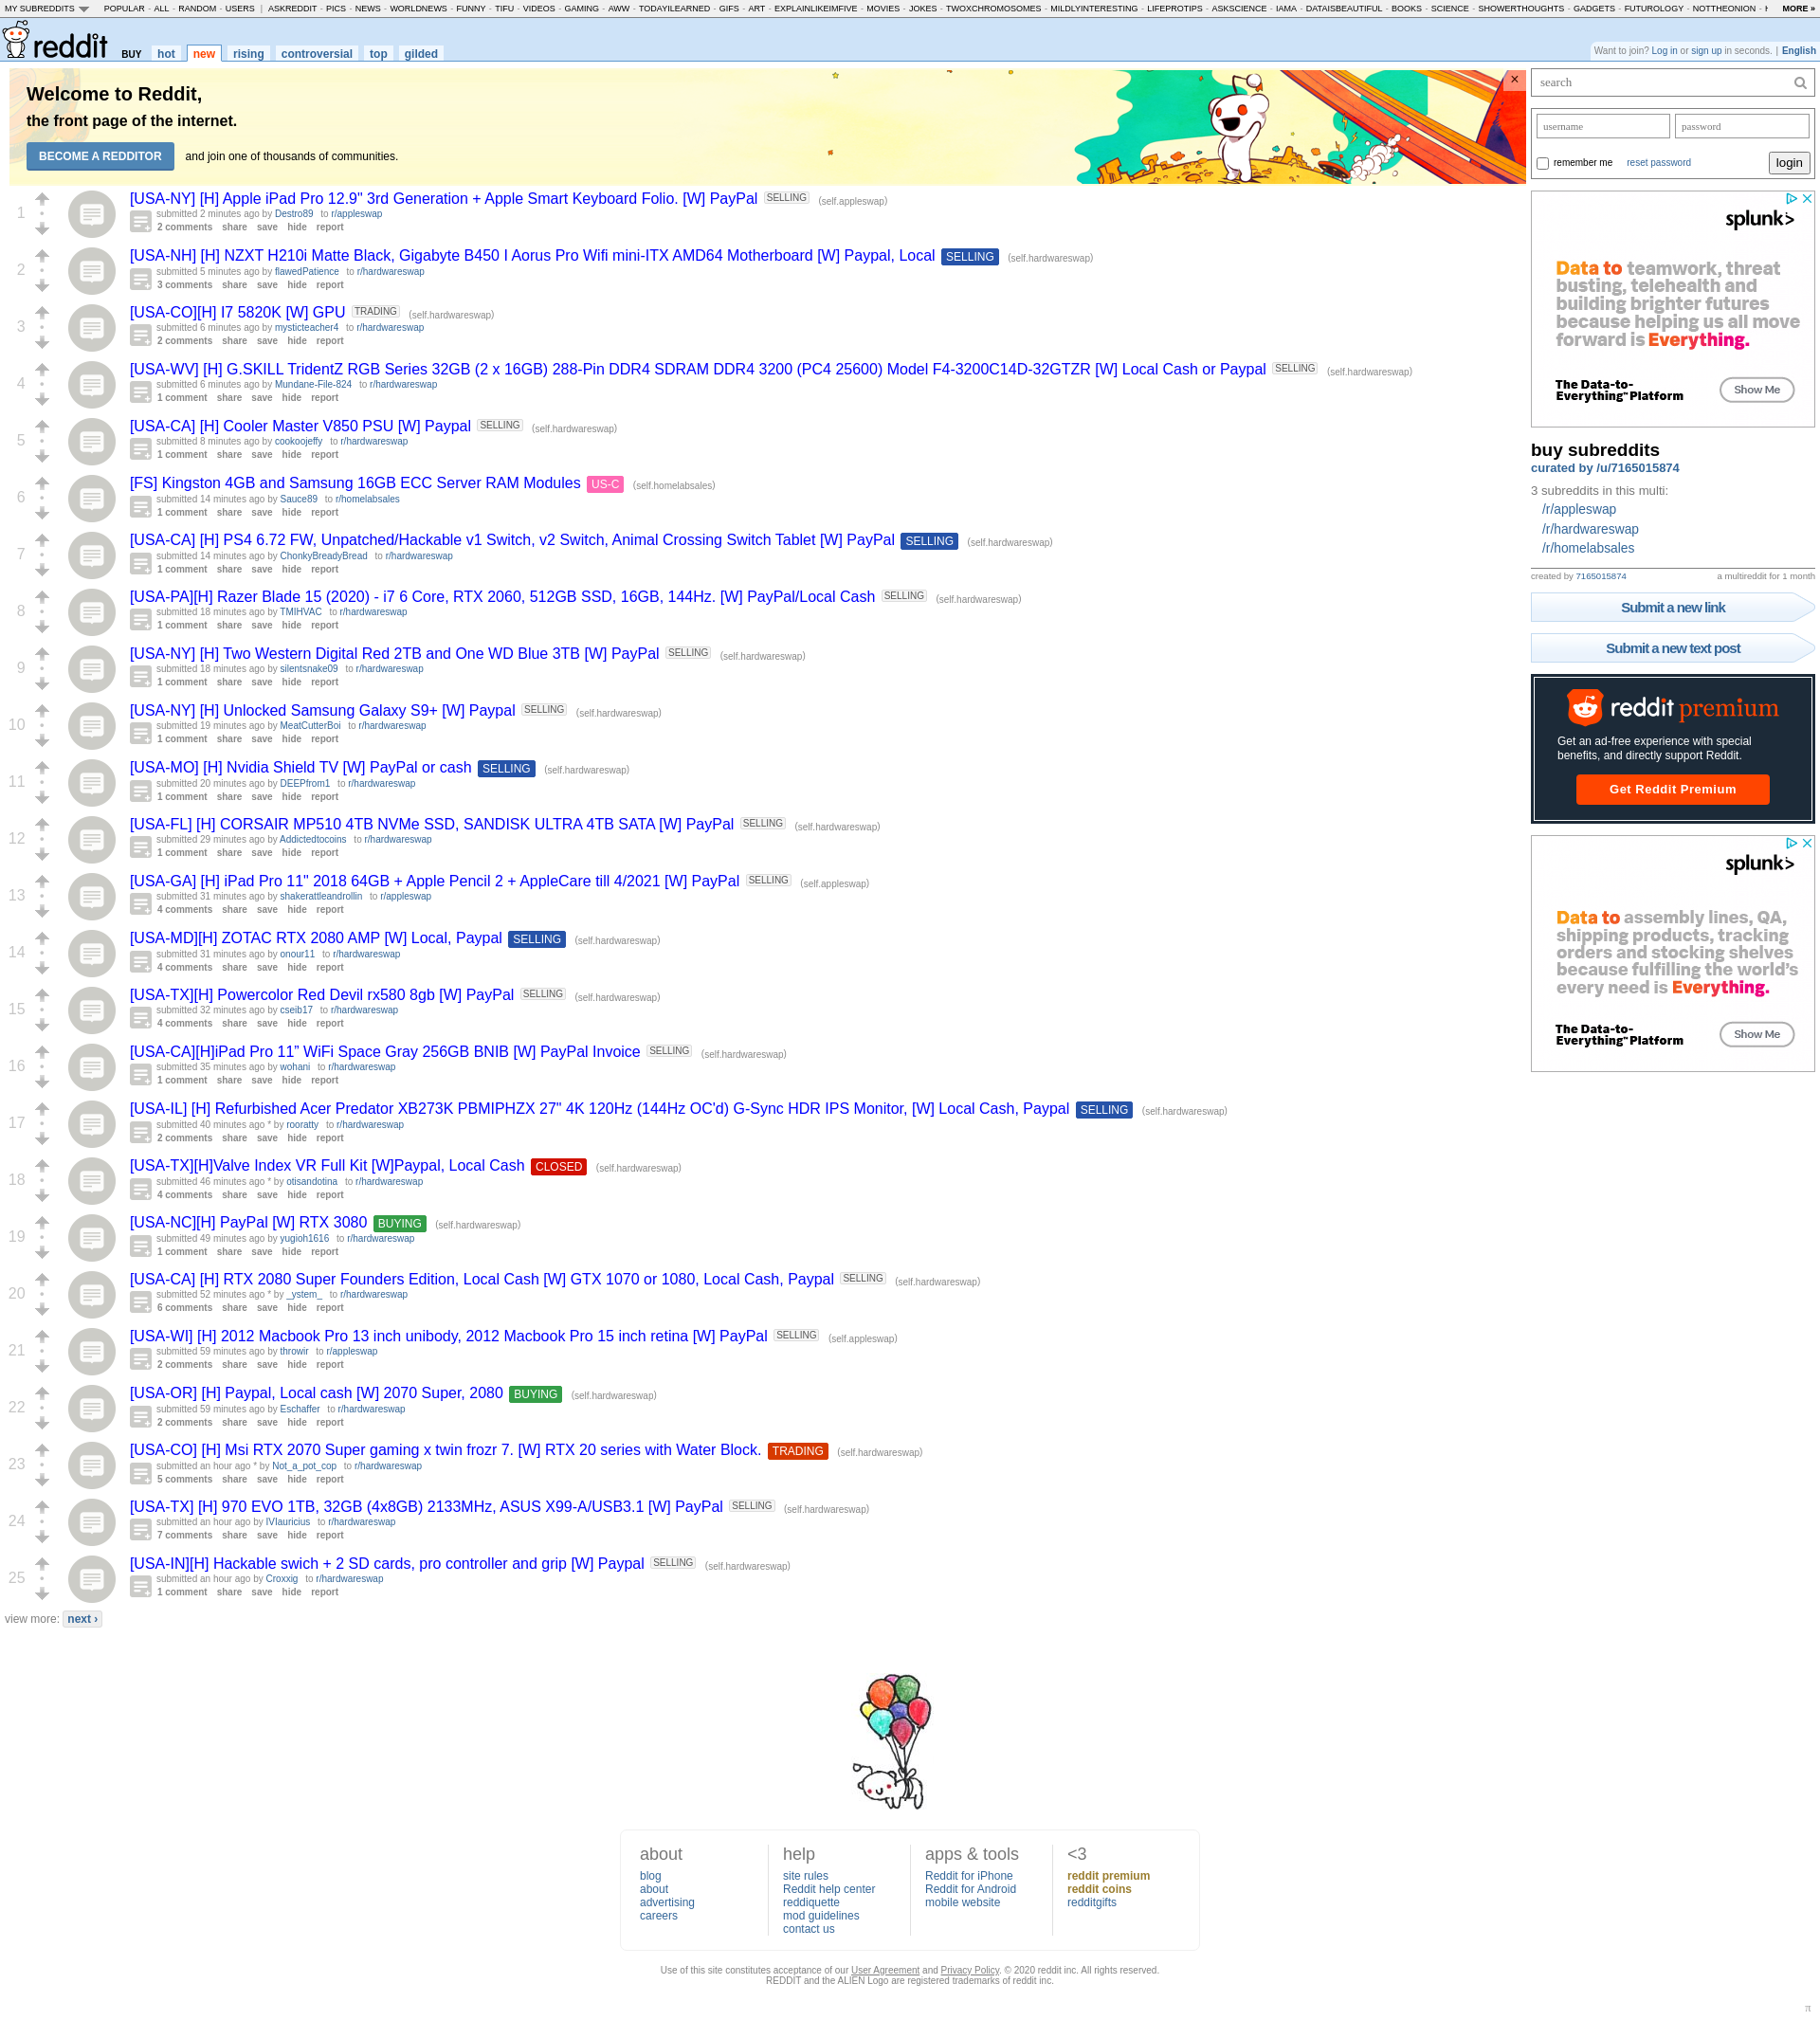 MY SUBREDDITS POPULAR - ALL - RANDOM - USERS | ASKREDDIT - PICS - NEWS - WORLDNEWS - FUNNY - TIFU - VIDEOS - GAMING - AWW - TODAYILEARNED - GIFS - ART - EXPLAINLIKEIMFIVE - MOVIES - JOKES - TWOXCHROMOSOMES - MILDLYINTERESTING - LIFEPROTIPS - ASKSCIENCE - IAMA - DATAISBEAUTIFUL - BOOKS - SCIENCE - SHOWERTHOUGHTS - GADGETS - FUTUROLOGY - NOTTHEONION - MORE »
reddit BUY hot new rising controversial top gilded
Want to join? Log in or sign up in seconds. | English
Welcome to Reddit,
the front page of the internet.
BECOME A REDDITOR and join one of thousands of communities.
×
1
[USA-NY] [H] Apple iPad Pro 12.9" 3rd Generation + Apple Smart Keyboard Folio. [W] PayPal SELLING (self.appleswap)
submitted 2 minutes ago by Destro89 to r/appleswap
2 comments share save hide report
2
[USA-NH] [H] NZXT H210i Matte Black, Gigabyte B450 I Aorus Pro Wifi mini-ITX AMD64 Motherboard [W] Paypal, Local SELLING (self.hardwareswap)
submitted 5 minutes ago by flawedPatience to r/hardwareswap
3 comments share save hide report
3
[USA-CO][H] I7 5820K [W] GPU TRADING (self.hardwareswap)
submitted 6 minutes ago by mysticteacher4 to r/hardwareswap
2 comments share save hide report
4
[USA-WV] [H] G.SKILL TridentZ RGB Series 32GB (2 x 16GB) 288-Pin DDR4 SDRAM DDR4 3200 (PC4 25600) Model F4-3200C14D-32GTZR [W] Local Cash or Paypal SELLING (self.hardwareswap)
submitted 6 minutes ago by Mundane-File-824 to r/hardwareswap
1 comment share save hide report
5
[USA-CA] [H] Cooler Master V850 PSU [W] Paypal SELLING (self.hardwareswap)
submitted 8 minutes ago by cookoojeffy to r/hardwareswap
1 comment share save hide report
6
[FS] Kingston 4GB and Samsung 16GB ECC Server RAM Modules US-C (self.homelabsales)
submitted 14 minutes ago by Sauce89 to r/homelabsales
1 comment share save hide report
7
[USA-CA] [H] PS4 6.72 FW, Unpatched/Hackable v1 Switch, v2 Switch, Animal Crossing Switch Tablet [W] PayPal SELLING (self.hardwareswap)
submitted 14 minutes ago by ChonkyBreadyBread to r/hardwareswap
1 comment share save hide report
8
[USA-PA][H] Razer Blade 15 (2020) - i7 6 Core, RTX 2060, 512GB SSD, 16GB, 144Hz. [W] PayPal/Local Cash SELLING (self.hardwareswap)
submitted 18 minutes ago by TMIHVAC to r/hardwareswap
1 comment share save hide report
9
[USA-NY] [H] Two Western Digital Red 2TB and One WD Blue 3TB [W] PayPal SELLING (self.hardwareswap)
submitted 18 minutes ago by silentsnake09 to r/hardwareswap
1 comment share save hide report
10
[USA-NY] [H] Unlocked Samsung Galaxy S9+ [W] Paypal SELLING (self.hardwareswap)
submitted 19 minutes ago by MeatCutterBoi to r/hardwareswap
1 comment share save hide report
11
[USA-MO] [H] Nvidia Shield TV [W] PayPal or cash SELLING (self.hardwareswap)
submitted 20 minutes ago by DEEPfrom1 to r/hardwareswap
1 comment share save hide report
12
[USA-FL] [H] CORSAIR MP510 4TB NVMe SSD, SANDISK ULTRA 4TB SATA [W] PayPal SELLING (self.hardwareswap)
submitted 29 minutes ago by Addictedtocoins to r/hardwareswap
1 comment share save hide report
13
[USA-GA] [H] iPad Pro 11" 2018 64GB + Apple Pencil 2 + AppleCare till 4/2021 [W] PayPal SELLING (self.appleswap)
submitted 31 minutes ago by shakerattleandrollin to r/appleswap
4 comments share save hide report
14
[USA-MD][H] ZOTAC RTX 2080 AMP [W] Local, Paypal SELLING (self.hardwareswap)
submitted 31 minutes ago by onour11 to r/hardwareswap
4 comments share save hide report
15
[USA-TX][H] Powercolor Red Devil rx580 8gb [W] PayPal SELLING (self.hardwareswap)
submitted 32 minutes ago by cseib17 to r/hardwareswap
4 comments share save hide report
16
[USA-CA][H]iPad Pro 11” WiFi Space Gray 256GB BNIB [W] PayPal Invoice SELLING (self.hardwareswap)
submitted 35 minutes ago by wohani to r/hardwareswap
1 comment share save hide report
17
[USA-IL] [H] Refurbished Acer Predator XB273K PBMIPHZX 27" 4K 120Hz (144Hz OC'd) G-Sync HDR IPS Monitor, [W] Local Cash, Paypal SELLING (self.hardwareswap)
submitted 40 minutes ago * by rooratty to r/hardwareswap
2 comments share save hide report
18
[USA-TX][H]Valve Index VR Full Kit [W]Paypal, Local Cash CLOSED (self.hardwareswap)
submitted 46 minutes ago * by otisandotina to r/hardwareswap
4 comments share save hide report
19
[USA-NC][H] PayPal [W] RTX 3080 BUYING (self.hardwareswap)
submitted 49 minutes ago by yugioh1616 to r/hardwareswap
1 comment share save hide report
20
[USA-CA] [H] RTX 2080 Super Founders Edition, Local Cash [W] GTX 1070 or 1080, Local Cash, Paypal SELLING (self.hardwareswap)
submitted 52 minutes ago * by _ystem_ to r/hardwareswap
6 comments share save hide report
21
[USA-WI] [H] 2012 Macbook Pro 13 inch unibody, 2012 Macbook Pro 15 inch retina [W] PayPal SELLING (self.appleswap)
submitted 59 minutes ago by throwir to r/appleswap
2 comments share save hide report
22
[USA-OR] [H] Paypal, Local cash [W] 2070 Super, 2080 BUYING (self.hardwareswap)
submitted 59 minutes ago by Eschaffer to r/hardwareswap
2 comments share save hide report
23
[USA-CO] [H] Msi RTX 2070 Super gaming x twin frozr 7. [W] RTX 20 series with Water Block. TRADING (self.hardwareswap)
submitted an hour ago * by Not_a_pot_cop to r/hardwareswap
5 comments share save hide report
24
[USA-TX] [H] 970 EVO 1TB, 32GB (4x8GB) 2133MHz, ASUS X99-A/USB3.1 [W] PayPal SELLING (self.hardwareswap)
submitted an hour ago by IVIauricius to r/hardwareswap
7 comments share save hide report
25
[USA-IN][H] Hackable swich + 2 SD cards, pro controller and grip [W] Paypal SELLING (self.hardwareswap)
submitted an hour ago by Croxxig to r/hardwareswap
1 comment share save hide report
view more: next ›
search
username password
remember me reset password login
splunk>
Data to teamwork, threat
busting, telehealth and
building brighter futures
because helping us all move
forward is Everything.
The Data-to-
Everything™ Platform
Show Me
buy subreddits
curated by /u/7165015874
3 subreddits in this multi:
/r/appleswap
/r/hardwareswap
/r/homelabsales
created by 7165015874 a multireddit for 1 month
Submit a new link
Submit a new text post
reddit premium
Get an ad-free experience with special
benefits, and directly support Reddit.
Get Reddit Premium
splunk>
Data to assembly lines, QA,
shipping products, tracking
orders and stocking shelves
because fulfilling the world's
every need is Everything.
The Data-to-
Everything™ Platform
Show Me
about
blog
about
advertising
careers
help
site rules
Reddit help center
reddiquette
mod guidelines
contact us
apps & tools
Reddit for iPhone
Reddit for Android
mobile website
<3
reddit premium
reddit coins
redditgifts
Use of this site constitutes acceptance of our User Agreement and Privacy Policy. © 2020 reddit inc. All rights reserved.
REDDIT and the ALIEN Logo are registered trademarks of reddit inc.
π